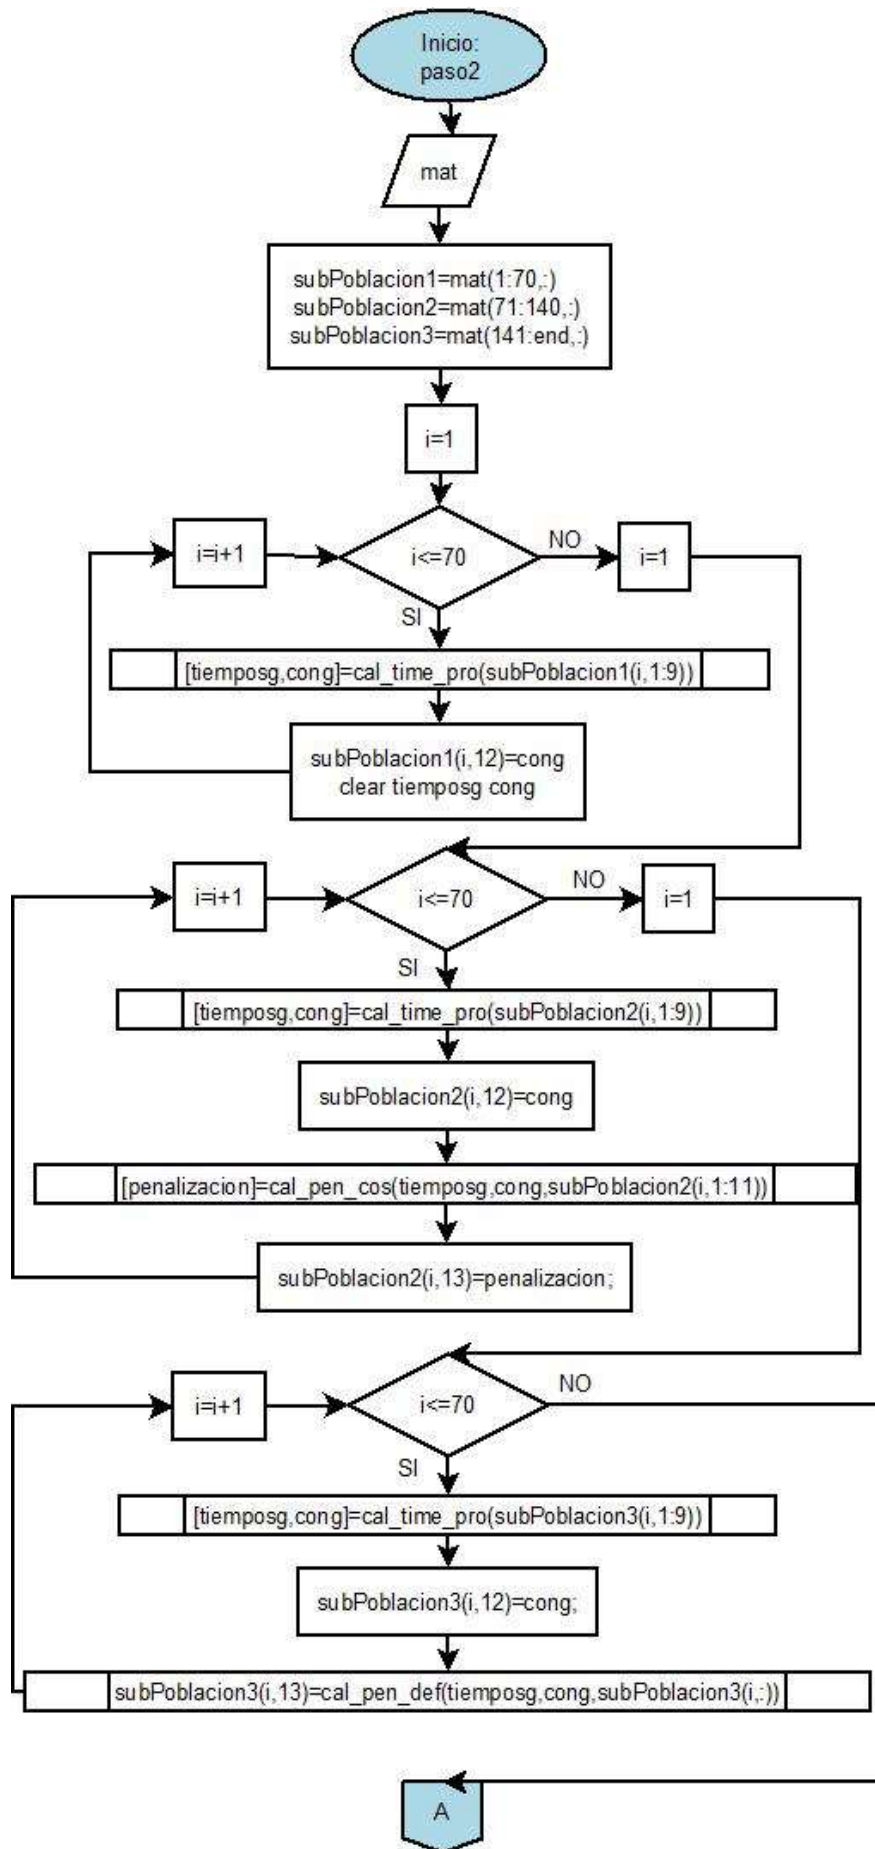 Inicio:
paso2
mat
subPoblacion1=mat(1:70,:)
subPoblacion2=mat(71:140,:)
subPoblacion3=mat(141:end,:)
i=1
i=i+1
i<=70
NO
i=1
SI
[tiemposg,cong]=cal_time_pro(subPoblacion1(i,1:9))
subPoblacion1(i,12)=cong
clear tiemposg cong
i=i+1
i<=70
NO
i=1
SI
[tiemposg,cong]=cal_time_pro(subPoblacion2(i,1:9))
subPoblacion2(i,12)=cong
[penalizacion]=cal_pen_cos(tiemposg,cong,subPoblacion2(i,1:11))
subPoblacion2(i,13)=penalizacion;
i=i+1
i<=70
NO
SI
[tiemposg,cong]=cal_time_pro(subPoblacion3(i,1:9))
subPoblacion3(i,12)=cong;
subPoblacion3(i,13)=cal_pen_def(tiemposg,cong,subPoblacion3(i,:))
A